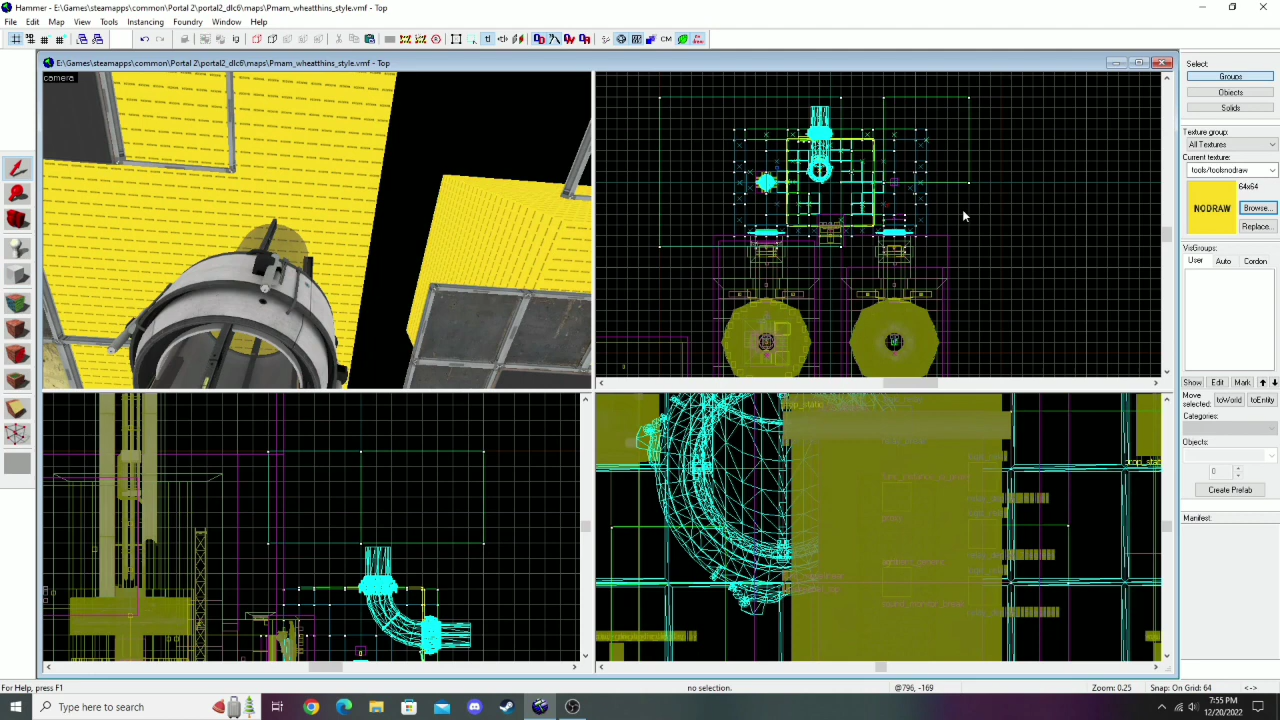 Hammer - E:\Games\steamapps\common\Portal 2\portal2_dlc6\maps\Pmam_wheatthins_style.vmf - Top
File Edit Map View Tools Instancing Foundry Window Help
ig
CM
E:\Games\steamapps\common\Portal 2\portal2_dlc6\maps\Pmam_wheatthins_style.vmf - Top
camera
Select:
Groups
Objects
Solids
Texture group:
All Textures
Current texture:
tools/toolsnodraw
64x64
NODRAW
Browse...
Replace...
VisGroups:
User Auto Cordon
Show Edit Mark
Move selected: toWorld toEntity
Categories:
Objects:
0
Create Prefab
Manifest:
For Help, press F1
no selection.
@796, -169
Zoom: 0.25
Snap: On Grid: 64
<->
Type here to search
7:55 PM
12/20/2022